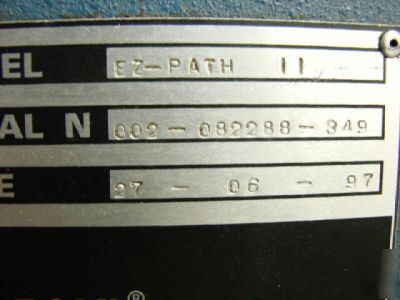 EL EZ-PATH II
AL N 002-082288-349
E 27 - 06 - 97
®